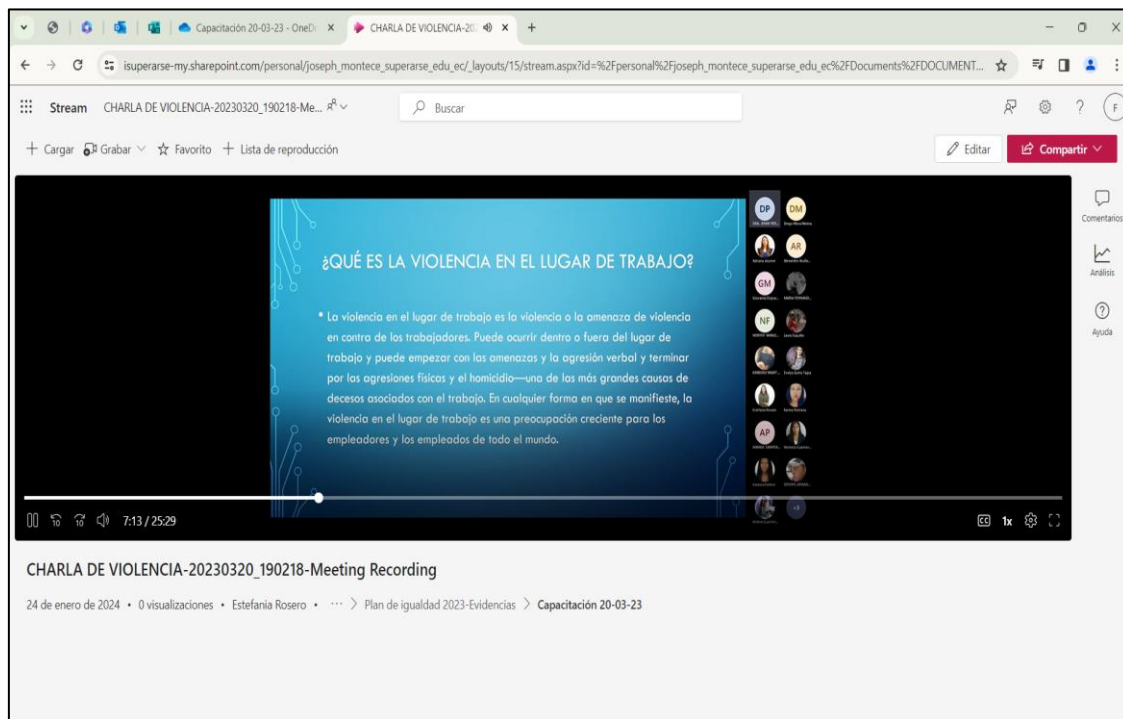 Capacitación 20-03-23 - OneDr
CHARLA DE VIOLENCIA-20
isuperarse-my.sharepoint.com/personal/joseph_montece_superarse_edu_ec/_layouts/15/stream.aspx?id=%2Fpersonal%2Fjoseph_montece_superarse_edu_ec%2FDocuments%2FDOCUMENT...
Stream CHARLA DE VIOLENCIA-20230320_190218-Me...
Buscar
F
Cargar Grabar Favorito Lista de reproducción
Editar Compartir
Comentarios
Análisis
Ayuda
¿QUÉ ES LA VIOLENCIA EN EL LUGAR DE TRABAJO?
• La violencia en el lugar de trabajo es la violencia o la amenaza de violencia
en contra de los trabajadores. Puede ocurrir dentro o fuera del lugar de
trabajo y puede empezar con las amenazas y la agresión verbal y terminar
por las agresiones físicas y el homicidio—una de las más grandes causas de
decesos asociados con el trabajo. En cualquier forma en que se manifieste, la
violencia en el lugar de trabajo es una preocupación creciente para los
empleadores y los empleados de todo el mundo.
DP DM
AR
GM
NF
AP
+3
10 10 7:13 / 25:29 CC 1x
CHARLA DE VIOLENCIA-20230320_190218-Meeting Recording
24 de enero de 2024 • 0 visualizaciones • Estefania Rosero • ··· > Plan de igualdad 2023-Evidencias > Capacitación 20-03-23